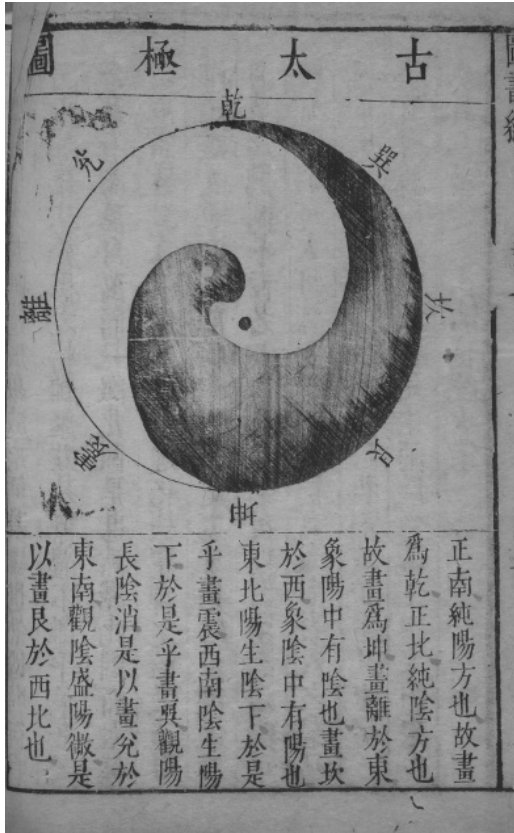 古太極圖
乾
兌
巽
離
坎
震
艮
坤
正南純陽方也故畫
為乾正比純陰方也
故畫為坤畫離於東
象陽中有陰也畫坎
於西象陰中有陽也
東北陽生陰下於是
乎畫震西南陰生陽
下於是乎畫巽觀陽
長陰消是以畫兌於
東南觀陰盛陽微是
以畫艮於西比也